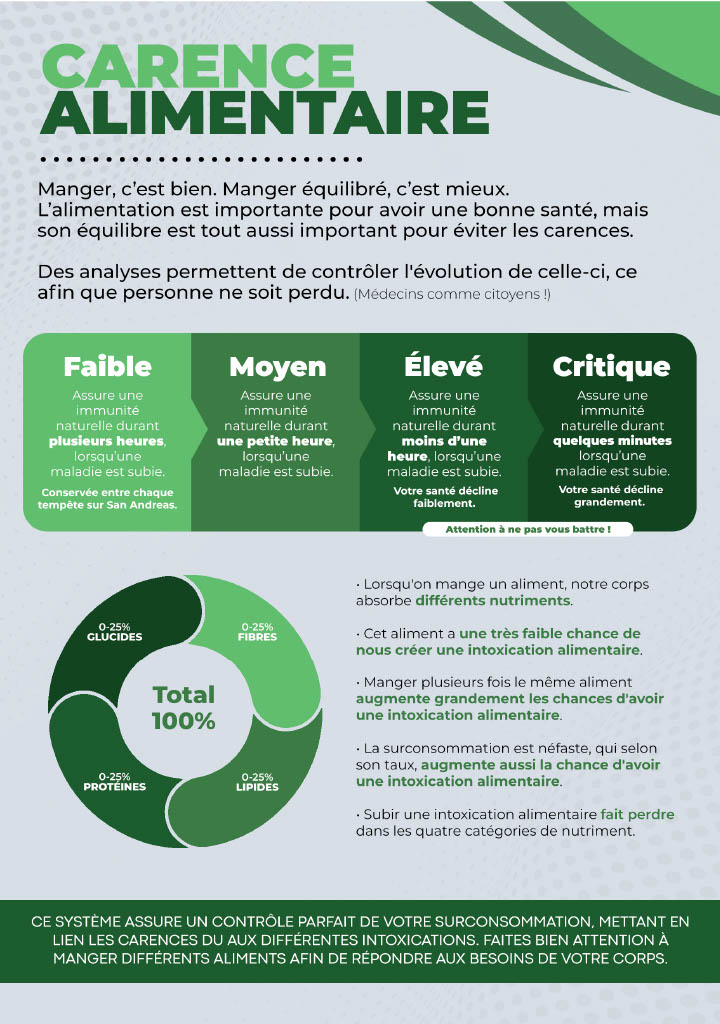 CARENCE
ALIMENTAIRE
Manger, c'est bien. Manger équilibré, c'est mieux.
L'alimentation est importante pour avoir une bonne santé, mais
son équilibre est tout aussi important pour éviter les carences.
Des analyses permettent de contrôler l'évolution de celle-ci, ce
afin que personne ne soit perdu. (Médecins comme citoyens !)
Faible
Assure une
immunité
naturelle durant
plusieurs heures,
lorsqu'une
maladie est subie.
Conservée entre chaque
tempête sur San Andreas.
Moyen
Assure une
immunité
naturelle durant
une petite heure,
lorsqu'une
maladie est subie.
Élevé
Assure une
immunité
naturelle durant
moins d'une
heure, lorsqu'une
maladie est subie.
Votre santé décline
faiblement.
Critique
Assure une
immunité
naturelle durant
quelques minutes
lorsqu'une
maladie est subie.
Votre santé décline
grandement.
Attention à ne pas vous battre !
0-25%
GLUCIDES
0-25%
FIBRES
Total
100%
0-25%
PROTÉINES
0-25%
LIPIDES
• Lorsqu'on mange un aliment, notre corps
absorbe différents nutriments.
• Cet aliment a une très faible chance de
nous créer une intoxication alimentaire.
• Manger plusieurs fois le même aliment
augmente grandement les chances d'avoir
une intoxication alimentaire.
• La surconsommation est néfaste, qui selon
son taux, augmente aussi la chance d'avoir
une intoxication alimentaire.
• Subir une intoxication alimentaire fait perdre
dans les quatre catégories de nutriment.
CE SYSTÈME ASSURE UN CONTRÔLE PARFAIT DE VOTRE SURCONSOMMATION, METTANT EN
LIEN LES CARENCES DU AUX DIFFÉRENTES INTOXICATIONS. FAITES BIEN ATTENTION À
MANGER DIFFÉRENTS ALIMENTS AFIN DE RÉPONDRE AUX BESOINS DE VOTRE CORPS.